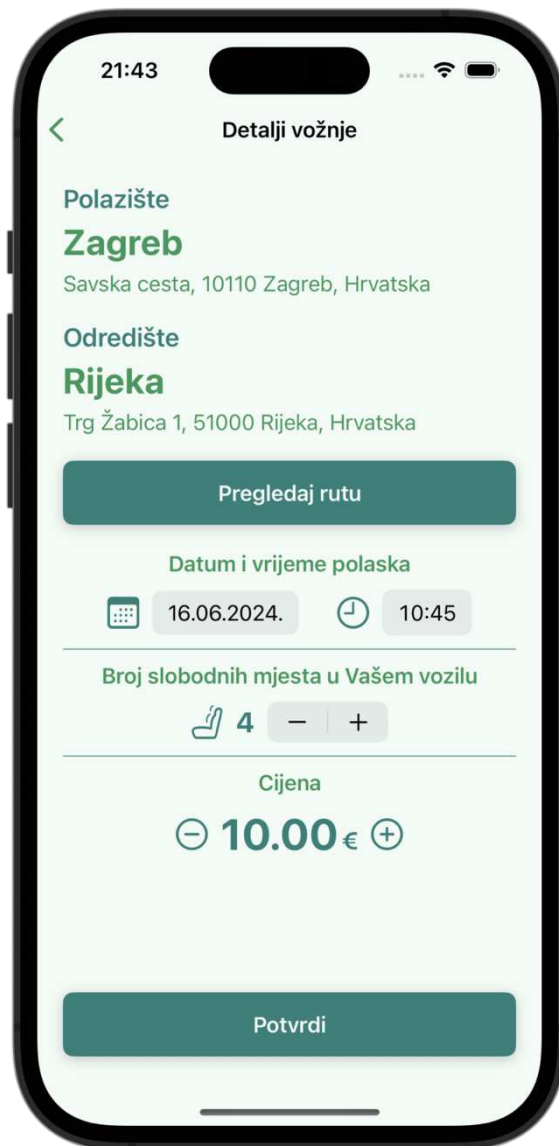 21:43
Detalji vožnje
Polazište
Zagreb
Savska cesta, 10110 Zagreb, Hrvatska
Odredište
Rijeka
Trg Žabica 1, 51000 Rijeka, Hrvatska
Pregledaj rutu
Datum i vrijeme polaska
16.06.2024. 10:45
Broj slobodnih mjesta u Vašem vozilu
4 − +
Cijena
− 10.00 € +
Potvrdi